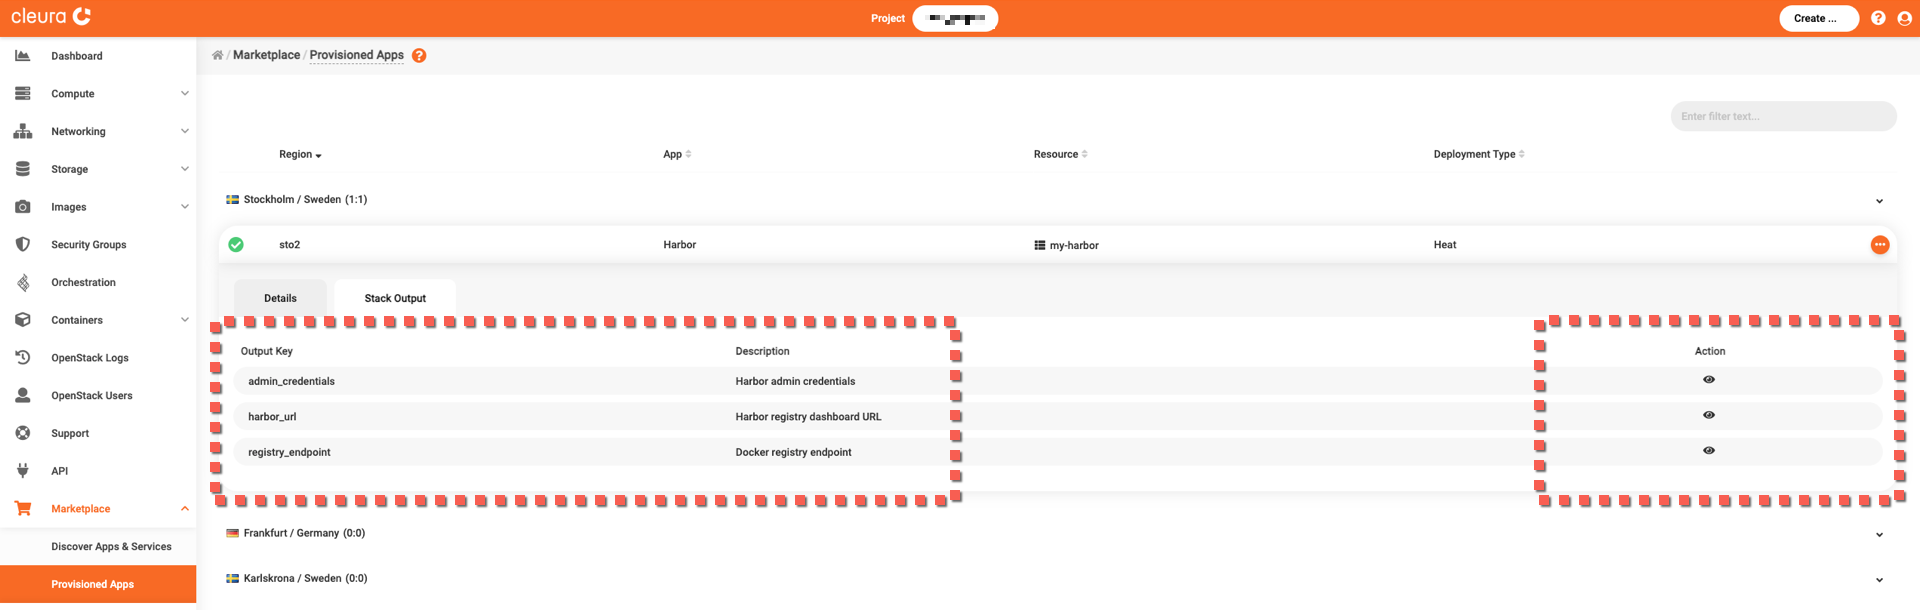 cleura
Project
Create ...
Dashboard
Compute
Networking
Storage
Images
Security Groups
Orchestration
Containers
OpenStack Logs
OpenStack Users
Support
API
Marketplace
Discover Apps & Services
Provisioned Apps
/ Marketplace / Provisioned Apps
Enter filter text...
Region App Resource Deployment Type
Stockholm / Sweden (1:1)
sto2 Harbor my-harbor Heat
Details Stack Output
Output Key Description Action
admin_credentials Harbor admin credentials
harbor_url Harbor registry dashboard URL
registry_endpoint Docker registry endpoint
Frankfurt / Germany (0:0)
Karlskrona / Sweden (0:0)